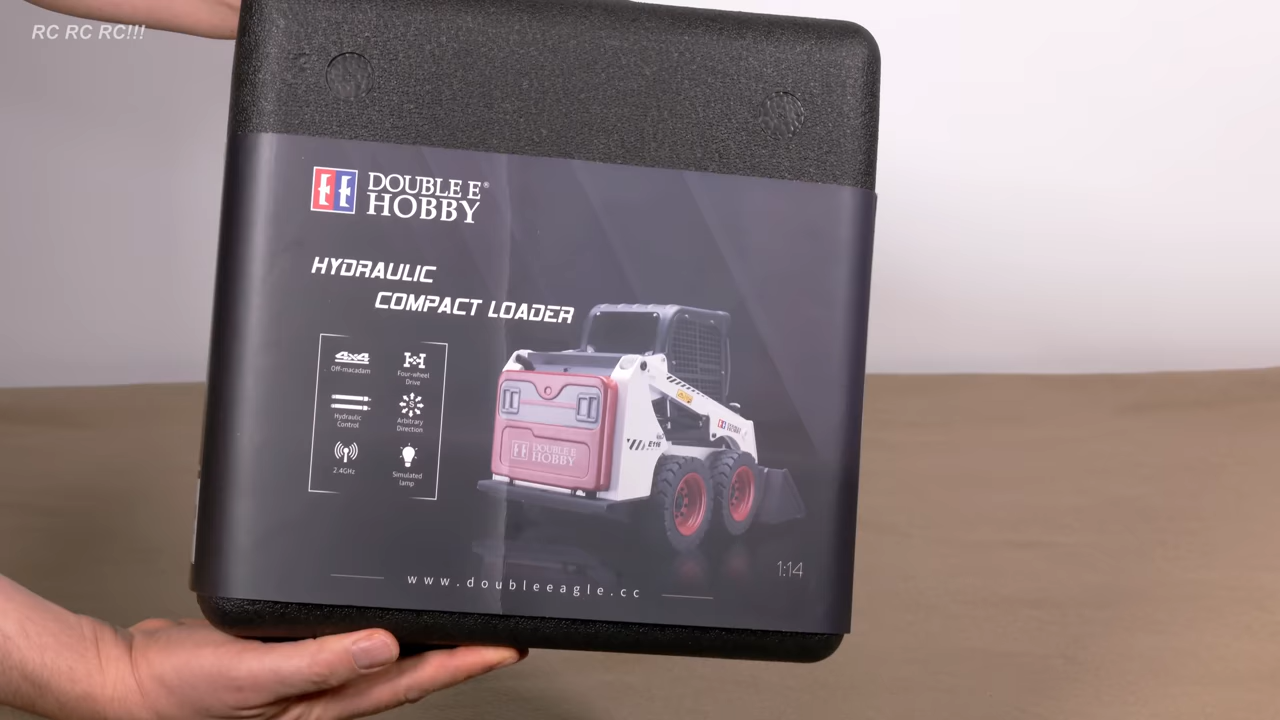 RC RC RC!!!
DOUBLE E®
HOBBY
HYDRAULIC
COMPACT LOADER
4x4
Off-macadam
Four-wheel
Drive
Hydraulic
Control
S
Arbitrary
Direction
2.4GHz
Simulated
lamp
DOUBLE E
HOBBY
E116
1:14
www.doubleeagle.cc